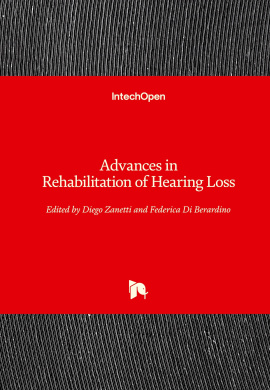 IntechOpen
Advances in
Rehabilitation of Hearing Loss
Edited by Diego Zanetti and Federica Di Berardino